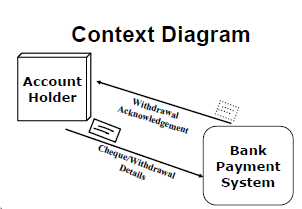 Context Diagram
Account
Holder
Withdrawal
Acknowledgement
Cheque/Withdrawal
Details
Bank
Payment
System